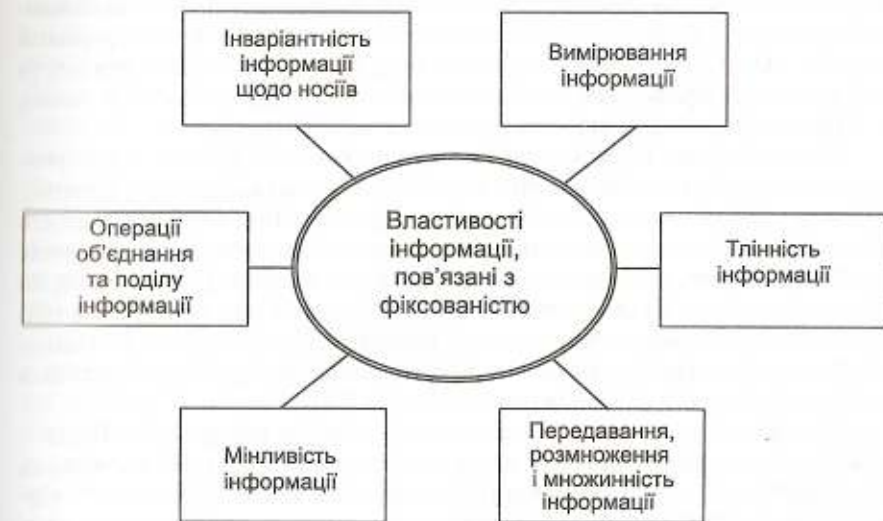 Інваріантність
інформації
щодо носіїв
Вимірювання
інформації
Операції
об'єднання
та поділу
інформації
Властивості
інформації,
пов'язані з
фіксованістю
Тлінність
інформації
Мінливість
інформації
Передавання,
розмноження
і множинність
інформації